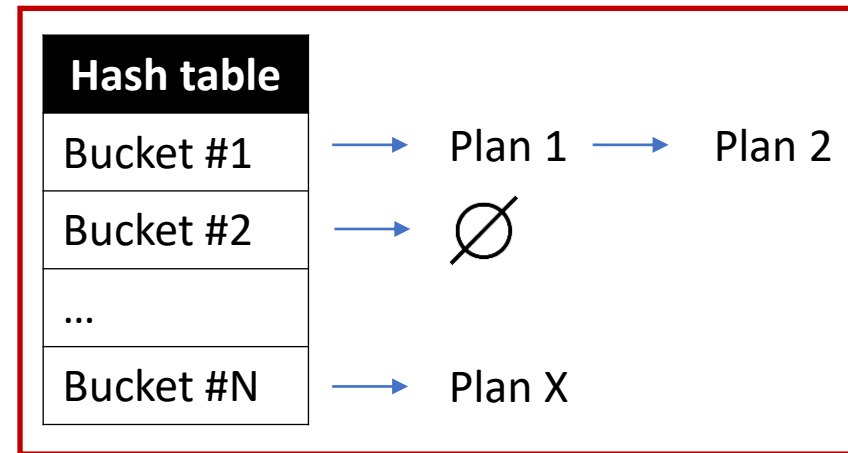 Hash table
Bucket #1 Plan 1 Plan 2
Bucket #2 ∅
...
Bucket #N Plan X